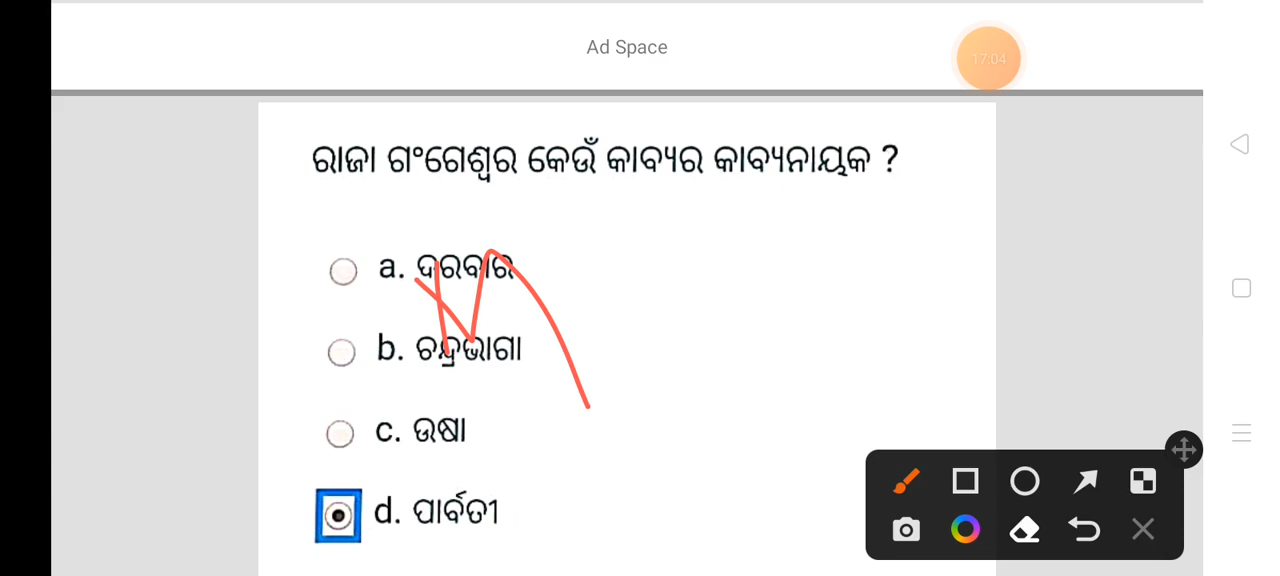 Ad Space
17:04
ରାଜା ଗଂଗେଶ୍ୱର କେଉଁ କାବ୍ୟର କାବ୍ୟନାୟକ ?
a. ଦରବାର
b. ଚନ୍ଦ୍ରଭାଗା
c. ଉଷା
d. ପାର୍ବତୀ